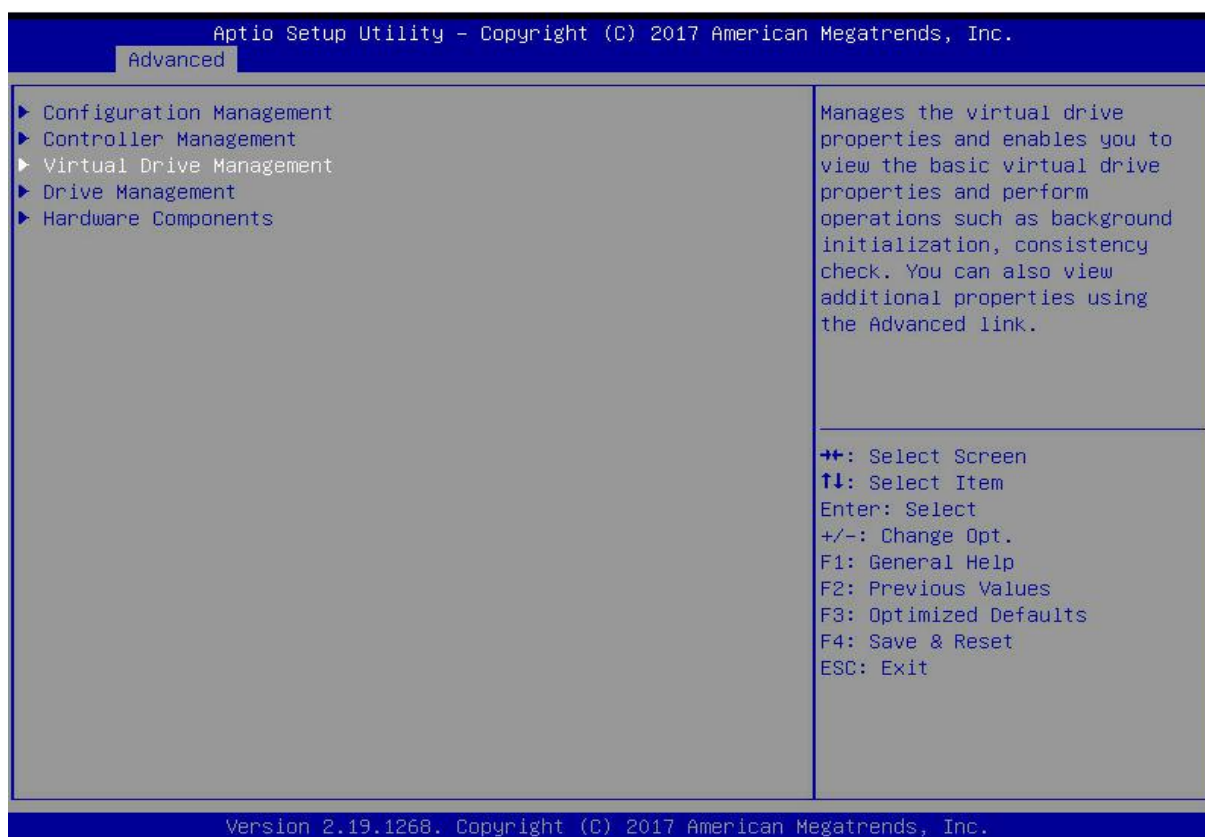 Aptio Setup Utility – Copyright (C) 2017 American Megatrends, Inc.
Advanced
▶ Configuration Management
▶ Controller Management
▶ Virtual Drive Management
▶ Drive Management
▶ Hardware Components
Manages the virtual drive
properties and enables you to
view the basic virtual drive
properties and perform
operations such as background
initialization, consistency
check. You can also view
additional properties using
the Advanced link.
→←: Select Screen
↑↓: Select Item
Enter: Select
+/-: Change Opt.
F1: General Help
F2: Previous Values
F3: Optimized Defaults
F4: Save & Reset
ESC: Exit
Version 2.19.1268. Copyright (C) 2017 American Megatrends, Inc.